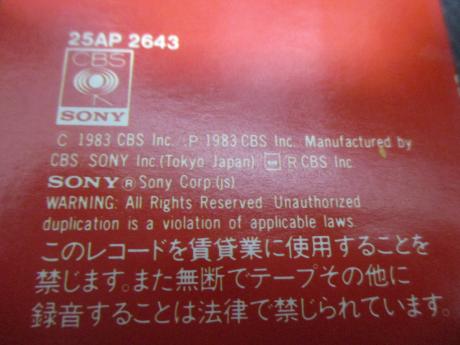 25AP 2643
CBS
SONY
C 1983 CBS Inc. /P 1983 CBS Inc. Manufactured by
CBS SONY Inc.(Tokyo Japan) R CBS Inc.
SONY® Sony Corp.(js)
WARNING: All Rights Reserved. Unauthorized
duplication is a violation of applicable laws.
このレコードを賃貸業に使用することを
禁じます。また無断でテープその他に
録音することは法律で禁じられています。